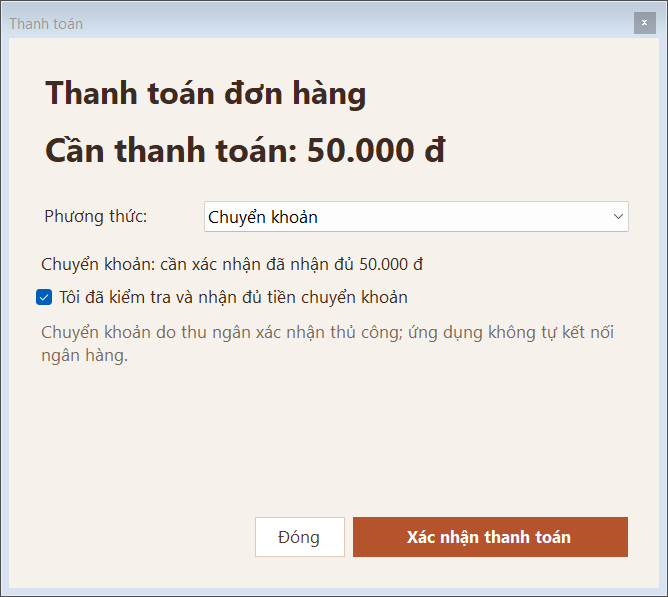 Thanh toán
x
Thanh toán đơn hàng
Cần thanh toán: 50.000 đ
Phương thức:
Chuyển khoản
Chuyển khoản: cần xác nhận đã nhận đủ 50.000 đ
Tôi đã kiểm tra và nhận đủ tiền chuyển khoản
Chuyển khoản do thu ngân xác nhận thủ công; ứng dụng không tự kết nối
ngân hàng.
Đóng
Xác nhận thanh toán